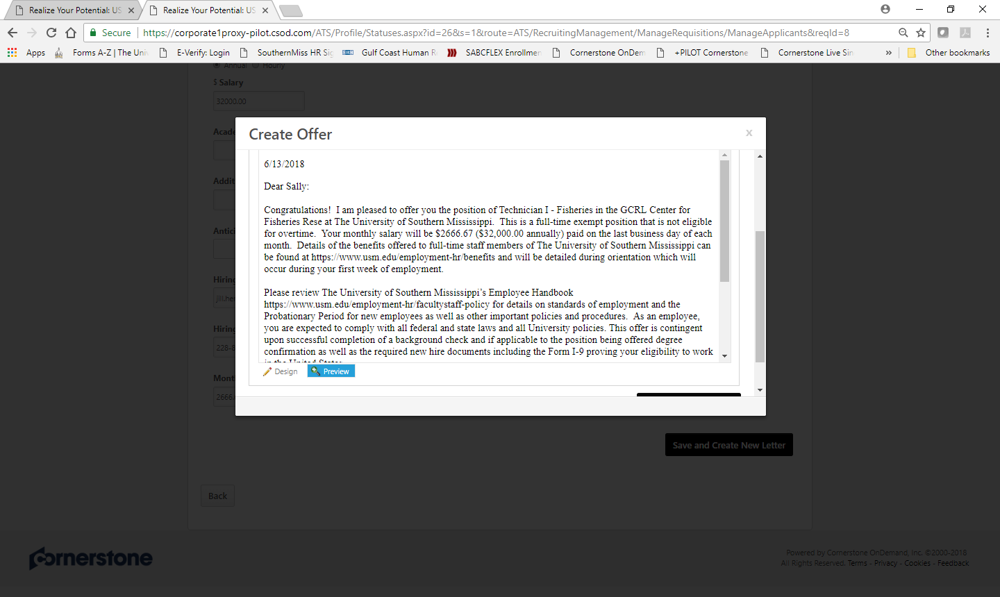 Realize Your Potential: US
Realize Your Potential: US
Secure
https://corporate1proxy-pilot.csod.com/ATS/Profile/Statuses.aspx?id=26&s=1&route=ATS/RecruitingManagement/ManageRequisitions/ManageApplicants&reqId=8
Apps
Forms A-Z | The Uni
E-Verify: Login
SouthernMiss HR Sig
Gulf Coast Human R
SABCFLEX Enrollmen
Cornerstone OnDem
+PILOT Cornerstone
Cornerstone Live Sin
»
Other bookmarks
Annual Hourly
$ Salary
32000.00
Acade
Addit
Antici
Hiring
jill.her
Hiring
228-8
Mont
2666.
Create Offer
x
6/13/2018
Dear Sally:
Congratulations!  I am pleased to offer you the position of Technician I - Fisheries in the GCRL Center for
Fisheries Rese at The University of Southern Mississippi.  This is a full-time exempt position that is not eligible
for overtime.  Your monthly salary will be $2666.67 ($32,000.00 annually) paid on the last business day of each
month.  Details of the benefits offered to full-time staff members of The University of Southern Mississippi can
be found at https://www.usm.edu/employment-hr/benefits and will be detailed during orientation which will
occur during your first week of employment.
Please review The University of Southern Mississippi’s Employee Handbook
https://www.usm.edu/employment-hr/facultystaff-policy for details on standards of employment and the
Probationary Period for new employees as well as other important policies and procedures.  As an employee,
you are expected to comply with all federal and state laws and all University policies. This offer is contingent
upon successful completion of a background check and if applicable to the position being offered degree
confirmation as well as the required new hire documents including the Form I-9 proving your eligibility to work
in the United States
Design
Preview
Save and Create New Letter
Back
Cornerstone
Powered by Cornerstone OnDemand, Inc. ©2000-2018
All Rights Reserved. Terms - Privacy - Cookies - Feedback